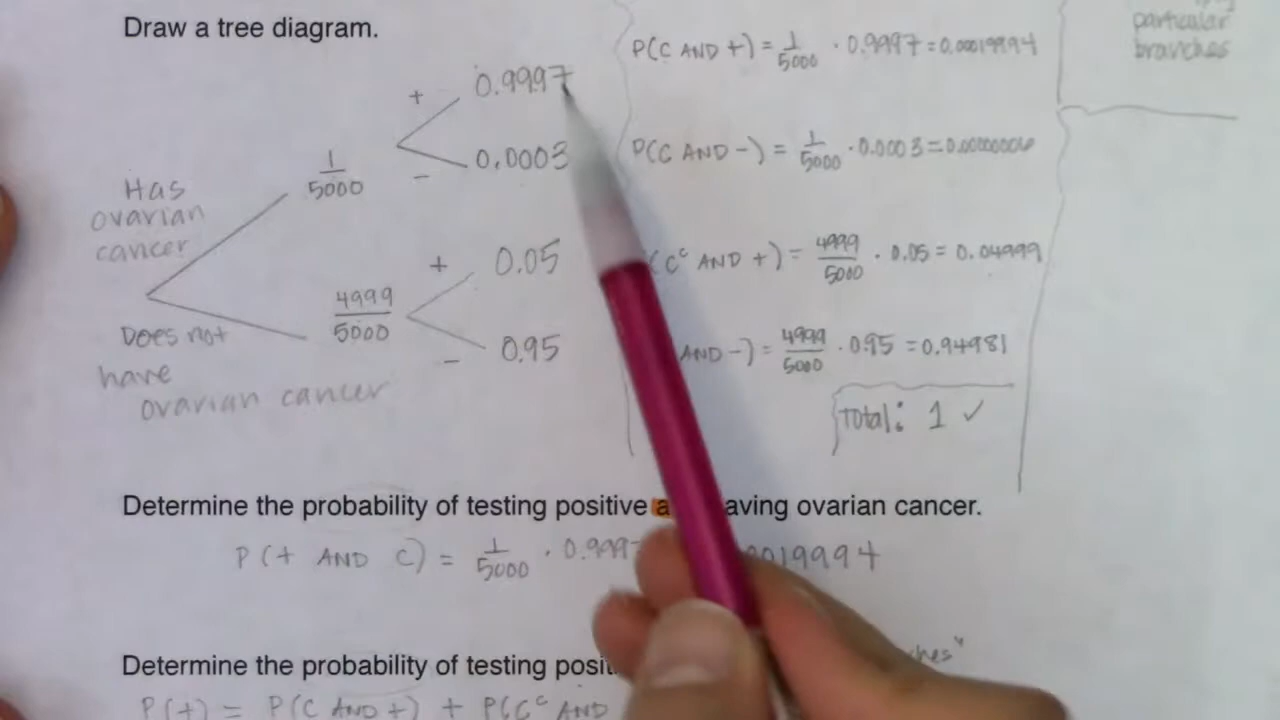 Draw a tree diagram.
particular
branches
+ 0.9997
- 0.0003
1/5000
Has
ovarian
cancer
+ 0.05
4999/5000
- 0.95
Does not
have
ovarian cancer
P(C AND +) = 1/5000 · 0.9997 = 0.00019994
P(C AND -) = 1/5000 · 0.0003 = 0.00000006
(Cᶜ AND +) = 4999/5000 · 0.05 = 0.04999
AND -) = 4999/5000 · 0.95 = 0.94981
Total: 1 ✓
Determine the probability of testing positive a aving ovarian cancer.
P(+ AND C) = 1/5000 · 0.999 019994
Determine the probability of testing posit
ches"
P(+) = P(C AND +) + P(Cᶜ AND